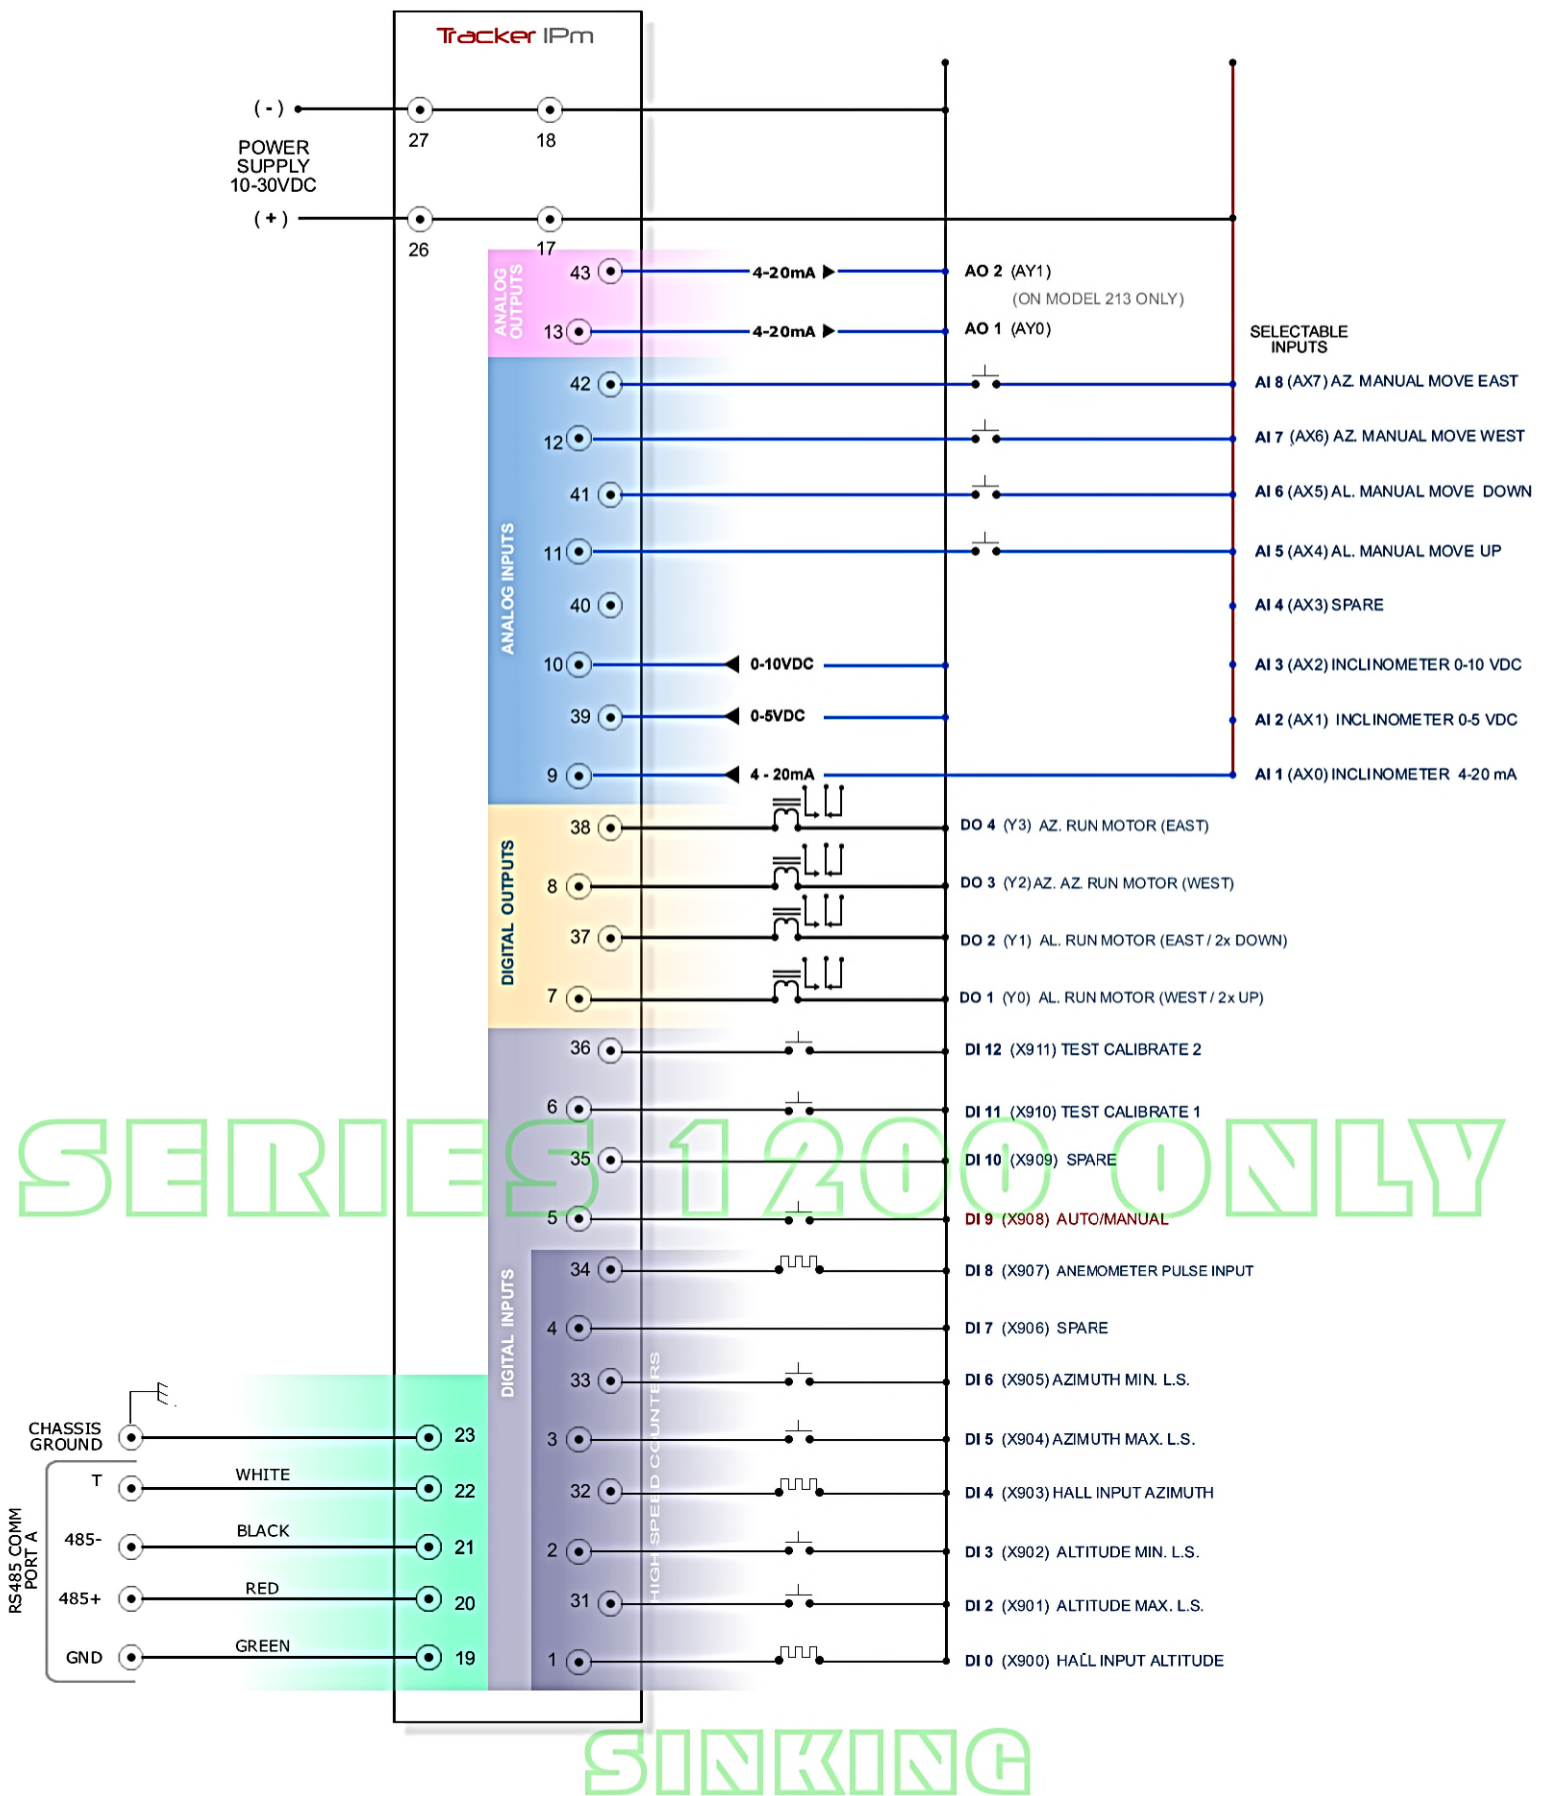 Tracker IPm
(-)
27
18
POWER
SUPPLY
10-30VDC
(+)
26
17
ANALOG
OUTPUTS
43
4-20mA
AO 2 (AY1)
(ON MODEL 213 ONLY)
13
4-20mA
AO 1 (AY0)
SELECTABLE
INPUTS
ANALOG INPUTS
42
AI 8 (AX7) AZ. MANUAL MOVE EAST
12
AI 7 (AX6) AZ. MANUAL MOVE WEST
41
AI 6 (AX5) AL. MANUAL MOVE DOWN
11
AI 5 (AX4) AL. MANUAL MOVE UP
40
AI 4 (AX3) SPARE
10
0-10VDC
AI 3 (AX2) INCLINOMETER 0-10 VDC
39
0-5VDC
AI 2 (AX1) INCLINOMETER 0-5 VDC
9
4 - 20mA
AI 1 (AX0) INCLINOMETER 4-20 mA
DIGITAL OUTPUTS
38
DO 4 (Y3) AZ. RUN MOTOR (EAST)
8
DO 3 (Y2) AZ. AZ. RUN MOTOR (WEST)
37
DO 2 (Y1) AL. RUN MOTOR (EAST / 2x DOWN)
7
DO 1 (Y0) AL. RUN MOTOR (WEST / 2x UP)
36
DI 12 (X911) TEST CALIBRATE 2
6
DI 11 (X910) TEST CALIBRATE 1
SERIES 1200 ONLY
35
DI 10 (X909) SPARE
5
DI 9 (X908) AUTO/MANUAL
DIGITAL INPUTS
34
DI 8 (X907) ANEMOMETER PULSE INPUT
4
DI 7 (X906) SPARE
HIGH SPEED COUNTERS
33
DI 6 (X905) AZIMUTH MIN. L.S.
3
DI 5 (X904) AZIMUTH MAX. L.S.
32
DI 4 (X903) HALL INPUT AZIMUTH
2
DI 3 (X902) ALTITUDE MIN. L.S.
31
DI 2 (X901) ALTITUDE MAX. L.S.
1
DI 0 (X900) HALL INPUT ALTITUDE
CHASSIS
GROUND
23
RS485 COMM
PORT A
T
WHITE
22
485-
BLACK
21
485+
RED
20
GND
GREEN
19
SINKING